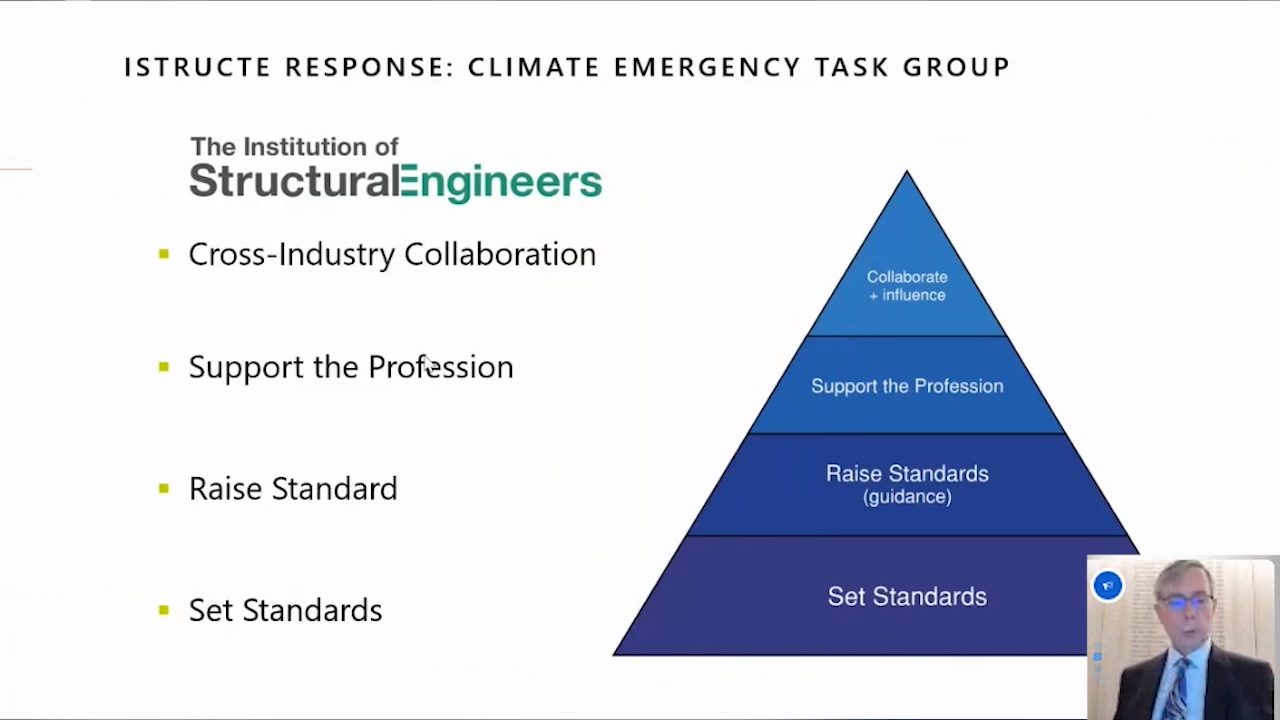 ISTRUCTE RESPONSE: CLIMATE EMERGENCY TASK GROUP
The Institution of
StructuralEngineers
Cross-Industry Collaboration
Support the Profession
Raise Standard
Set Standards
Collaborate
+ influence
Support the Profession
Raise Standards
(guidance)
Set Standards